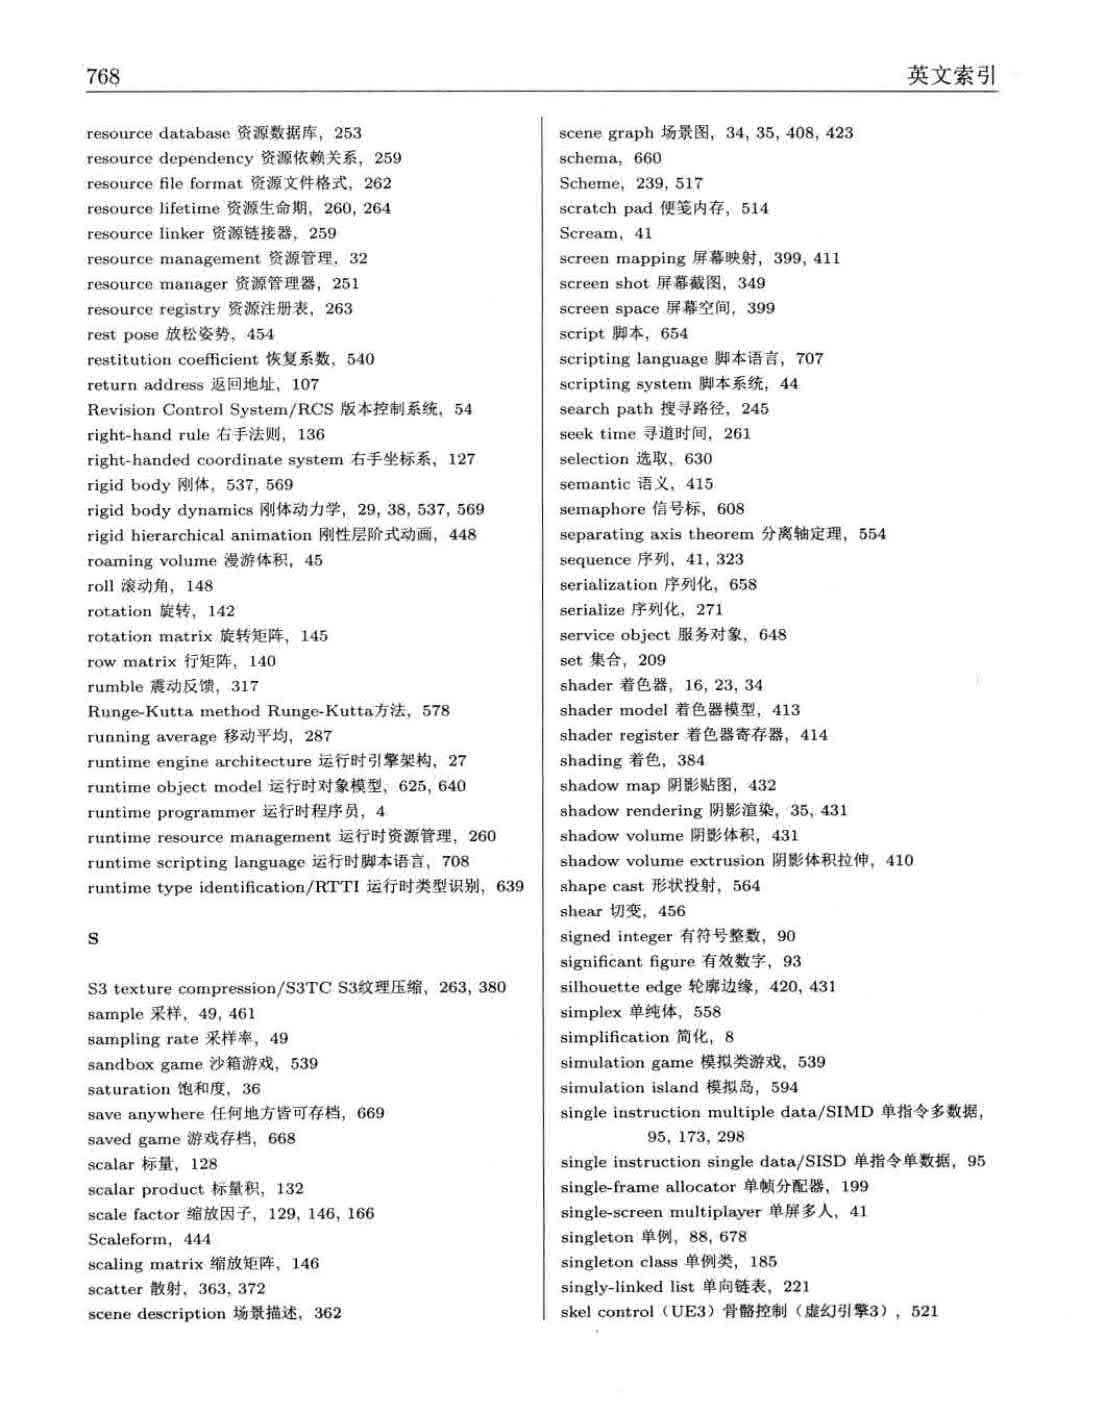 768
英文索引
resource database 资源数据库，253
resource dependency 资源依赖关系，259
resource file format 资源文件格式，262
resource lifetime 资源生命期，260, 264
resource linker 资源链接器，259
resource management 资源管理，32
resource manager 资源管理器，251
resource registry 资源注册表，263
rest pose 放松姿势，454
restitution coefficient 恢复系数，540
return address 返回地址，107
Revision Control System/RCS 版本控制系统，54
right-hand rule 右手法则，136
right-handed coordinate system 右手坐标系，127
rigid body 刚体，537, 569
rigid body dynamics 刚体动力学，29, 38, 537, 569
rigid hierarchical animation 刚性层阶式动画，448
roaming volume 漫游体积，45
roll 滚动角，148
rotation 旋转，142
rotation matrix 旋转矩阵，145
row matrix 行矩阵，140
rumble 震动反馈，317
Runge-Kutta method Runge-Kutta方法，578
running average 移动平均，287
runtime engine architecture 运行时引擎架构，27
runtime object model 运行时对象模型，625, 640
runtime programmer 运行时程序员，4
runtime resource management 运行时资源管理，260
runtime scripting language 运行时脚本语言，708
runtime type identification/RTTI 运行时类型识别，639
S
S3 texture compression/S3TC S3纹理压缩，263, 380
sample 采样，49, 461
sampling rate 采样率，49
sandbox game 沙箱游戏，539
saturation 饱和度，36
save anywhere 任何地方皆可存档，669
saved game 游戏存档，668
scalar 标量，128
scalar product 标量积，132
scale factor 缩放因子，129, 146, 166
Scaleform，444
scaling matrix 缩放矩阵，146
scatter 散射，363, 372
scene description 场景描述，362
scene graph 场景图，34, 35, 408, 423
schema，660
Scheme，239, 517
scratch pad 便笺内存，514
Scream，41
screen mapping 屏幕映射，399, 411
screen shot 屏幕截图，349
screen space 屏幕空间，399
script 脚本，654
scripting language 脚本语言，707
scripting system 脚本系统，44
search path 搜寻路径，245
seek time 寻道时间，261
selection 选取，630
semantic 语义，415
semaphore 信号标，608
separating axis theorem 分离轴定理，554
sequence 序列，41, 323
serialization 序列化，658
serialize 序列化，271
service object 服务对象，648
set 集合，209
shader 着色器，16, 23, 34
shader model 着色器模型，413
shader register 着色器寄存器，414
shading 着色，384
shadow map 阴影贴图，432
shadow rendering 阴影渲染，35, 431
shadow volume 阴影体积，431
shadow volume extrusion 阴影体积拉伸，410
shape cast 形状投射，564
shear 切变，456
signed integer 有符号整数，90
significant figure 有效数字，93
silhouette edge 轮廓边缘，420, 431
simplex 单纯体，558
simplification 简化，8
simulation game 模拟类游戏，539
simulation island 模拟岛，594
single instruction multiple data/SIMD 单指令多数据，
95, 173, 298
single instruction single data/SISD 单指令单数据，95
single-frame allocator 单帧分配器，199
single-screen multiplayer 单屏多人，41
singleton 单例，88, 678
singleton class 单例类，185
singly-linked list 单向链表，221
skel control（UE3）骨骼控制（虚幻引擎3），521